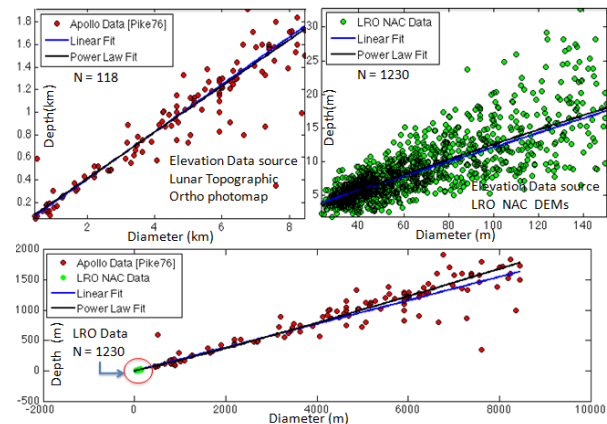 Apollo Data [Pike76]
Linear Fit
Power Law Fit
N = 118
Depth(km)
1.8
1.6
1.4
1.2
1
0.8
0.6
0.4
0.2
0 2 4 6 8
Diameter (km)
Elevation Data source
Lunar Topographic
Ortho photomap
LRO NAC Data
Linear Fit
Power Law Fit
N = 1230
Depth(m)
30
25
20
15
10
5
40 60 80 100 120 140
Diameter (m)
Elevation Data source
LRO NAC DEMs
Apollo Data [Pike76]
LRO NAC Data
Linear Fit
Power Law Fit
LRO Data
N = 1230
Depth (m)
2000
1500
1000
500
0
-500
-2000 0 2000 4000 6000 8000 10000
Diameter (m)